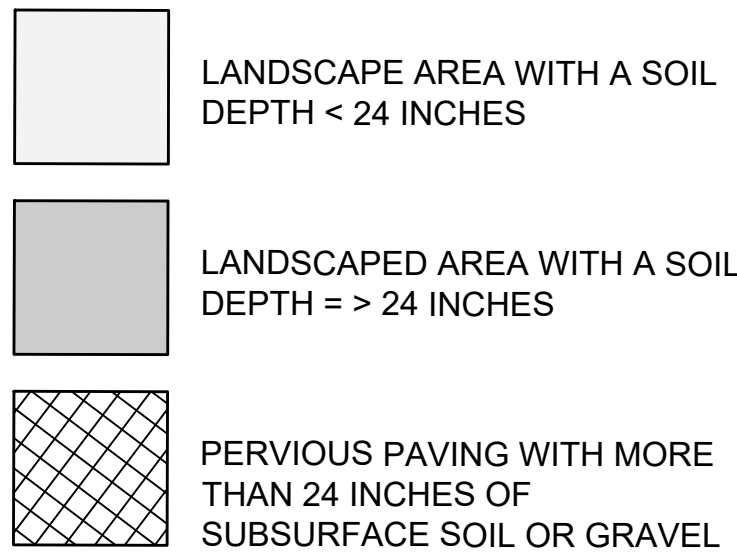 LANDSCAPE AREA WITH A SOIL
DEPTH < 24 INCHES
LANDSCAPED AREA WITH A SOIL
DEPTH = > 24 INCHES
PERVIOUS PAVING WITH MORE
THAN 24 INCHES OF
SUBSURFACE SOIL OR GRAVEL